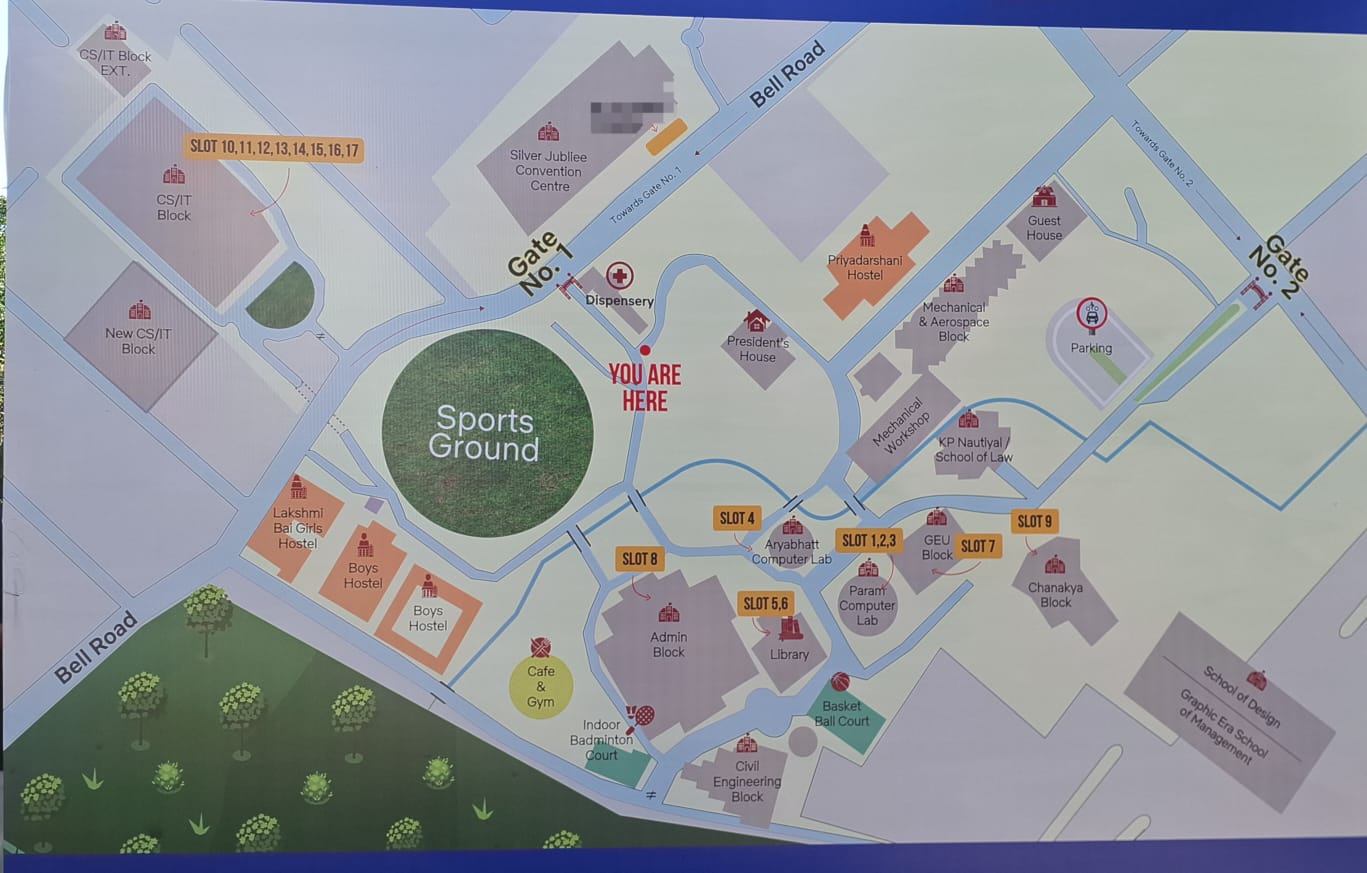 CS/IT Block
EXT.
SLOT 10,11,12,13,14,15,16,17
CS/IT
Block
New CS/IT
Block
Silver Jubliee
Convention
Centre
Bell Road
Towards Gate No. 1
Gate
No. 1
Dispensery
YOU ARE
HERE
President's
House
Priyadarshani
Hostel
Guest
House
Towards Gate No. 2
Gate
No. 2
Mechanical
& Aerospace
Block
Parking
Mechanical
Workshop
KP Nautiyal /
School of Law
Sports
Ground
Lakshmi
Bai Girls
Hostel
Boys
Hostel
Boys
Hostel
SLOT 4
Aryabhatt
Computer Lab
SLOT 1,2,3
Param
Computer
Lab
GEU
Block
SLOT 7
SLOT 9
Chanakya
Block
SLOT 8
Admin
Block
SLOT 5,6
Library
Cafe
&
Gym
Indoor
Badminton
Court
Basket
Ball Court
Civil
Engineering
Block
School of Design
Graphic Era School
of Management
Bell Road